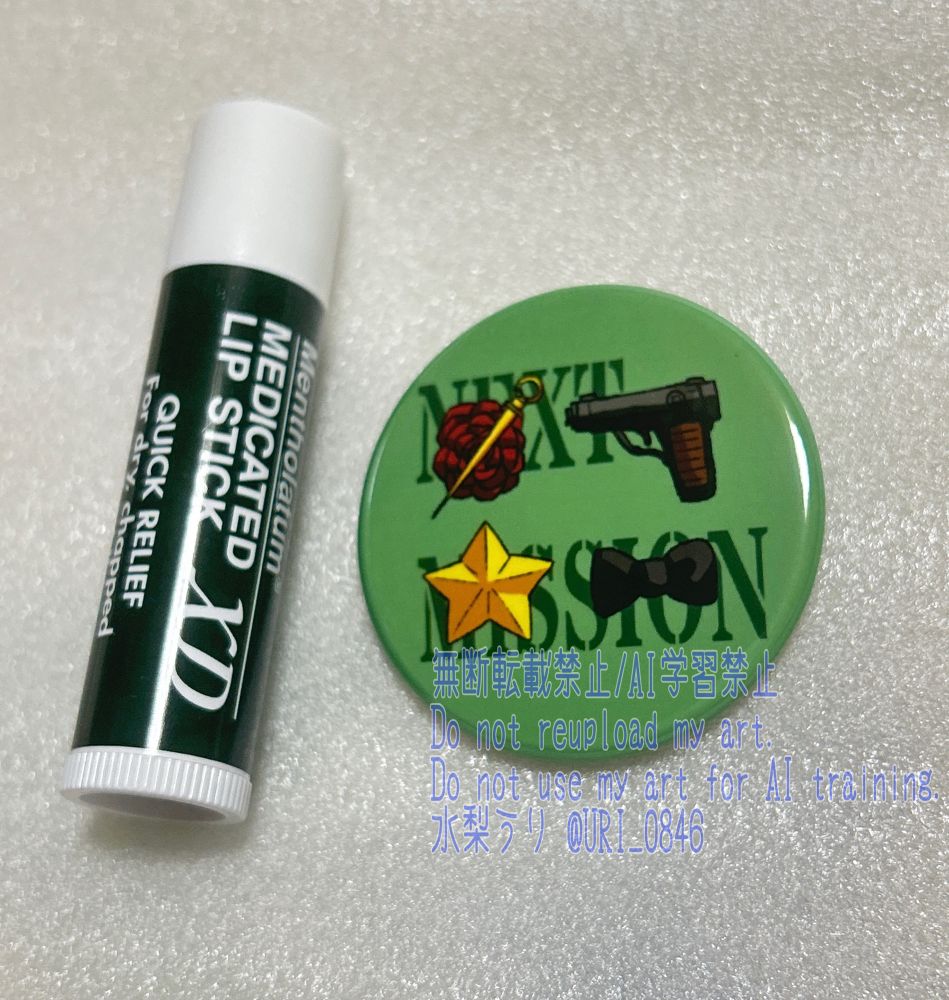 Mentholatum®
MEDICATED
LIP STICK XD
QUICK RELIEF
For dry, chapped
NEXT
MISSION
無断転載禁止/AI学習禁止
Do not reupload my art.
Do not use my art for AI training.
水梨うり @URI_0846